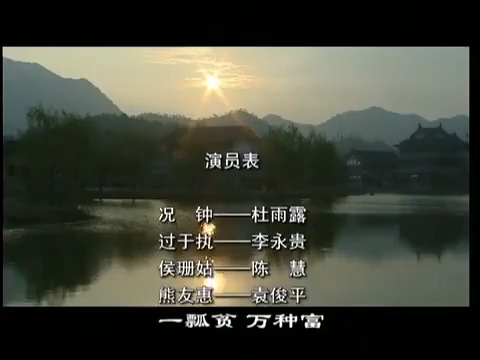 演员表
况 钟——杜雨露
过于执——李永贵
侯珊姑——陈 慧
熊友惠——袁俊平
一瓢贫 万种富